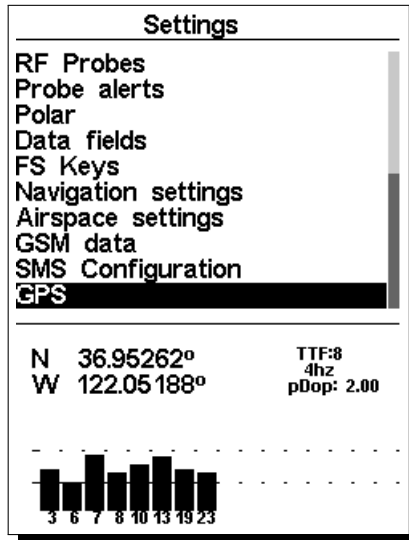 Settings
RF Probes
Probe alerts
Polar
Data fields
FS Keys
Navigation settings
Airspace settings
GSM data
SMS Configuration
GPS
N 36.95262º
W 122.05188º
TTF:8
4hz
pDop: 2.00
3 6 7 8 10 13 19 23